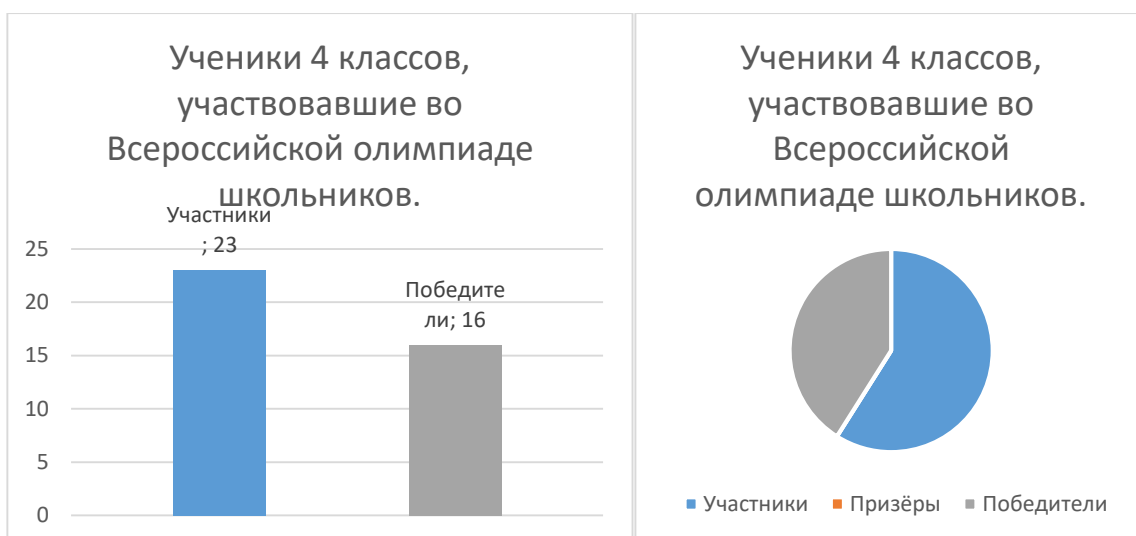 Ученики 4 классов,
участвовавшие во
Всероссийской олимпиаде
школьников.
Участники
; 23
Победите
ли; 16
25
20
15
10
5
0
Ученики 4 классов,
участвовавшие во
Всероссийской
олимпиаде школьников.
Участники Призёры Победители